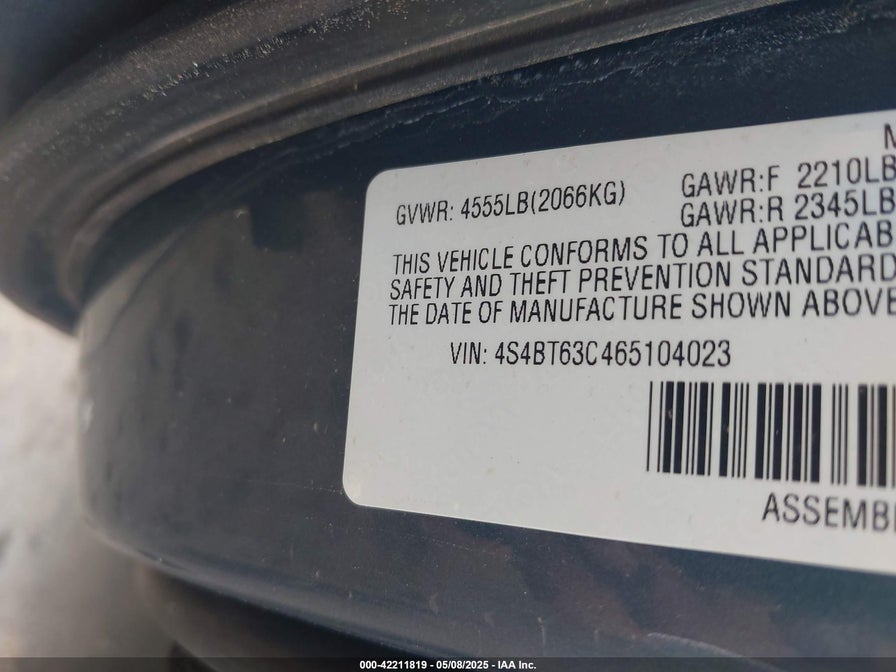 M
GVWR: 4555LB(2066KG) GAWR:F 2210LB
GAWR:R 2345LB
THIS VEHICLE CONFORMS TO ALL APPLICAB
SAFETY AND THEFT PREVENTION STANDARD
THE DATE OF MANUFACTURE SHOWN ABOVE
VIN: 4S4BT63C465104023
ASSEMB
000-42211819 | 05/08/2025 - IAA Inc.